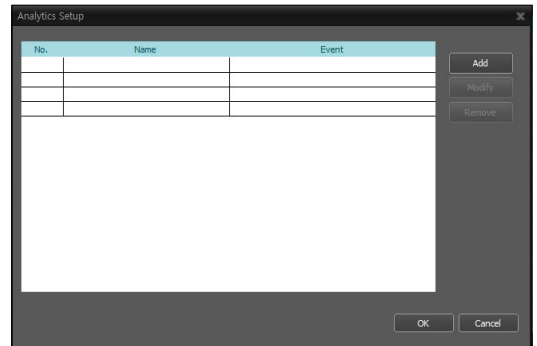 Analytics Setup
No. Name Event
Add
Modify
Remove
OK Cancel